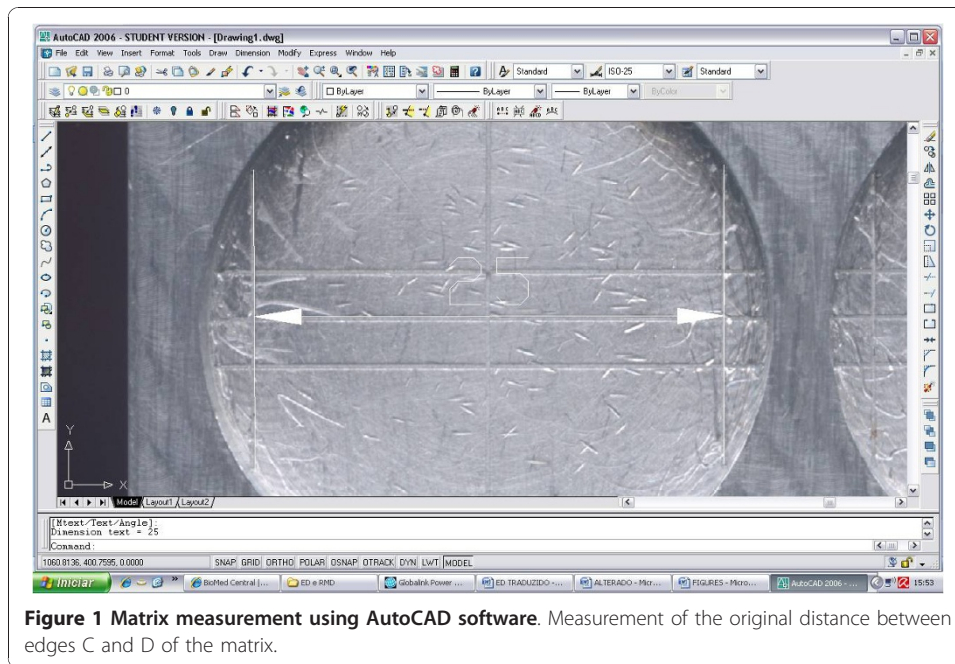 AutoCAD 2006 - STUDENT VERSION - [Drawing1.dwg]
File Edit View Insert Format Tools Draw Dimension Modify Express Window Help
Standard ISO-25 Standard
0 ByLayer ByLayer ByLayer ByColor
25
A
Y
X
Model Layout1 Layout2
[Mtext/Text/Angle]:
Dimension text = 25
Command:
1060.8136, 400.7595, 0.0000 SNAP GRID ORTHO POLAR OSNAP OTRACK DYN LWT MODEL
Iniciar BioMed Central [... ED e RMD Globalink Power ... ED TRADUZIDO -... ALTERADO - Micr... FIGURES - Micro... AutoCAD 2006 - ... 15:53
Figure 1 Matrix measurement using AutoCAD software. Measurement of the original distance between
edges C and D of the matrix.